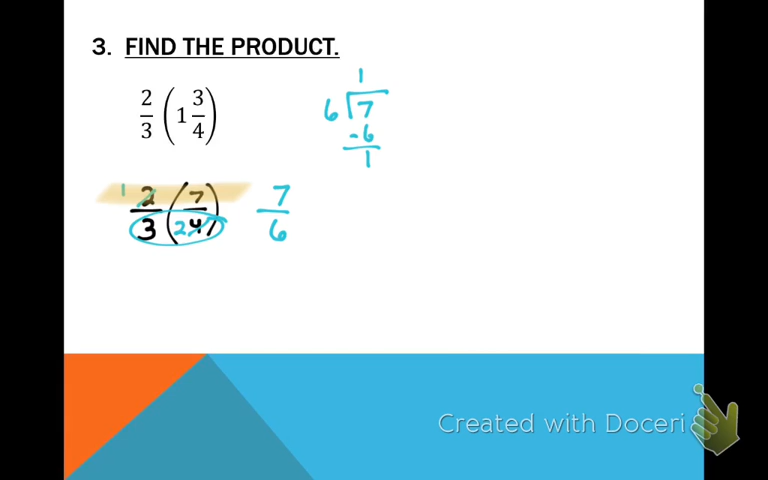 3. FIND THE PRODUCT.
2/3 (1 3/4)
1
6 7
-6
1
1 2/3 (7/2 4) 7/6
Created with Doceri